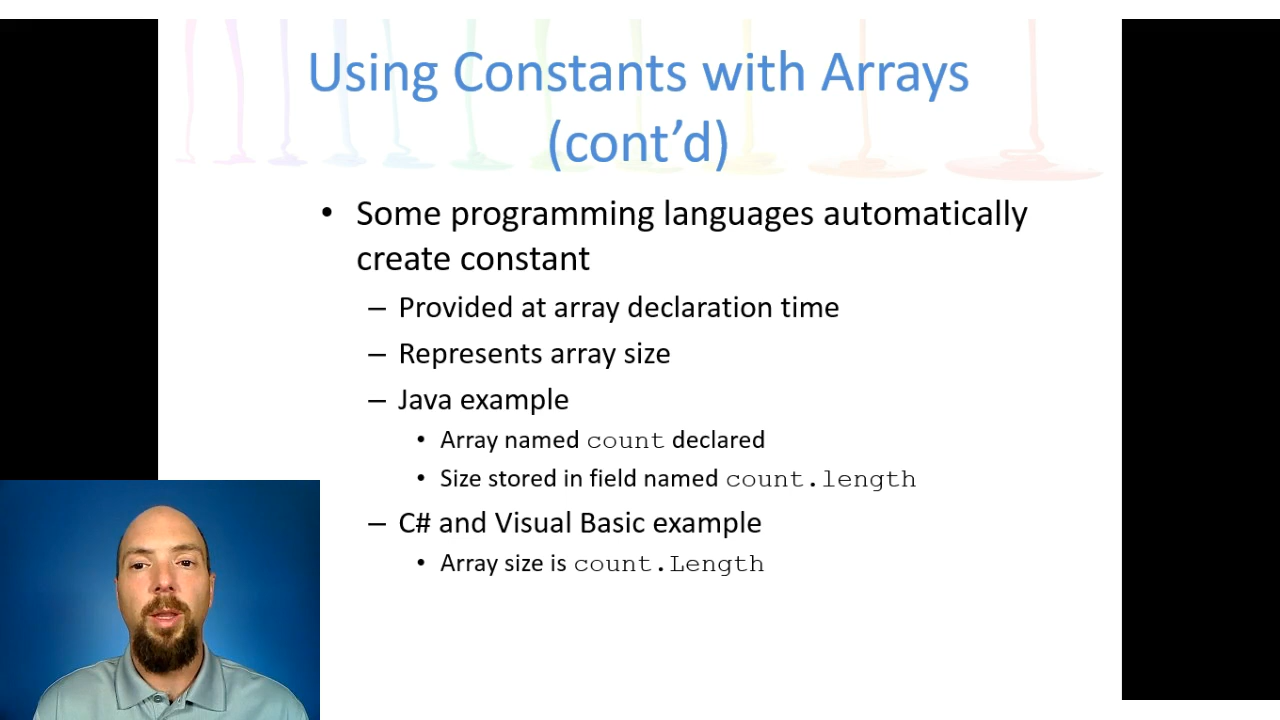 Using Constants with Arrays
(cont’d)
• Some programming languages automatically
create constant
– Provided at array declaration time
– Represents array size
– Java example
• Array named count declared
• Size stored in field named count.length
– C# and Visual Basic example
• Array size is count.Length